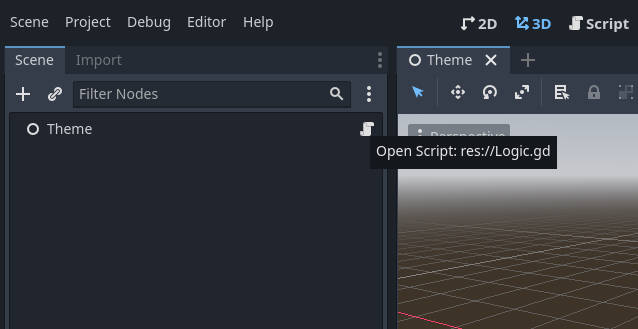 Scene Project Debug Editor Help 2D 3D Script
Scene Import Theme
Filter Nodes
Theme
Perspective
Open Script: res://Logic.gd